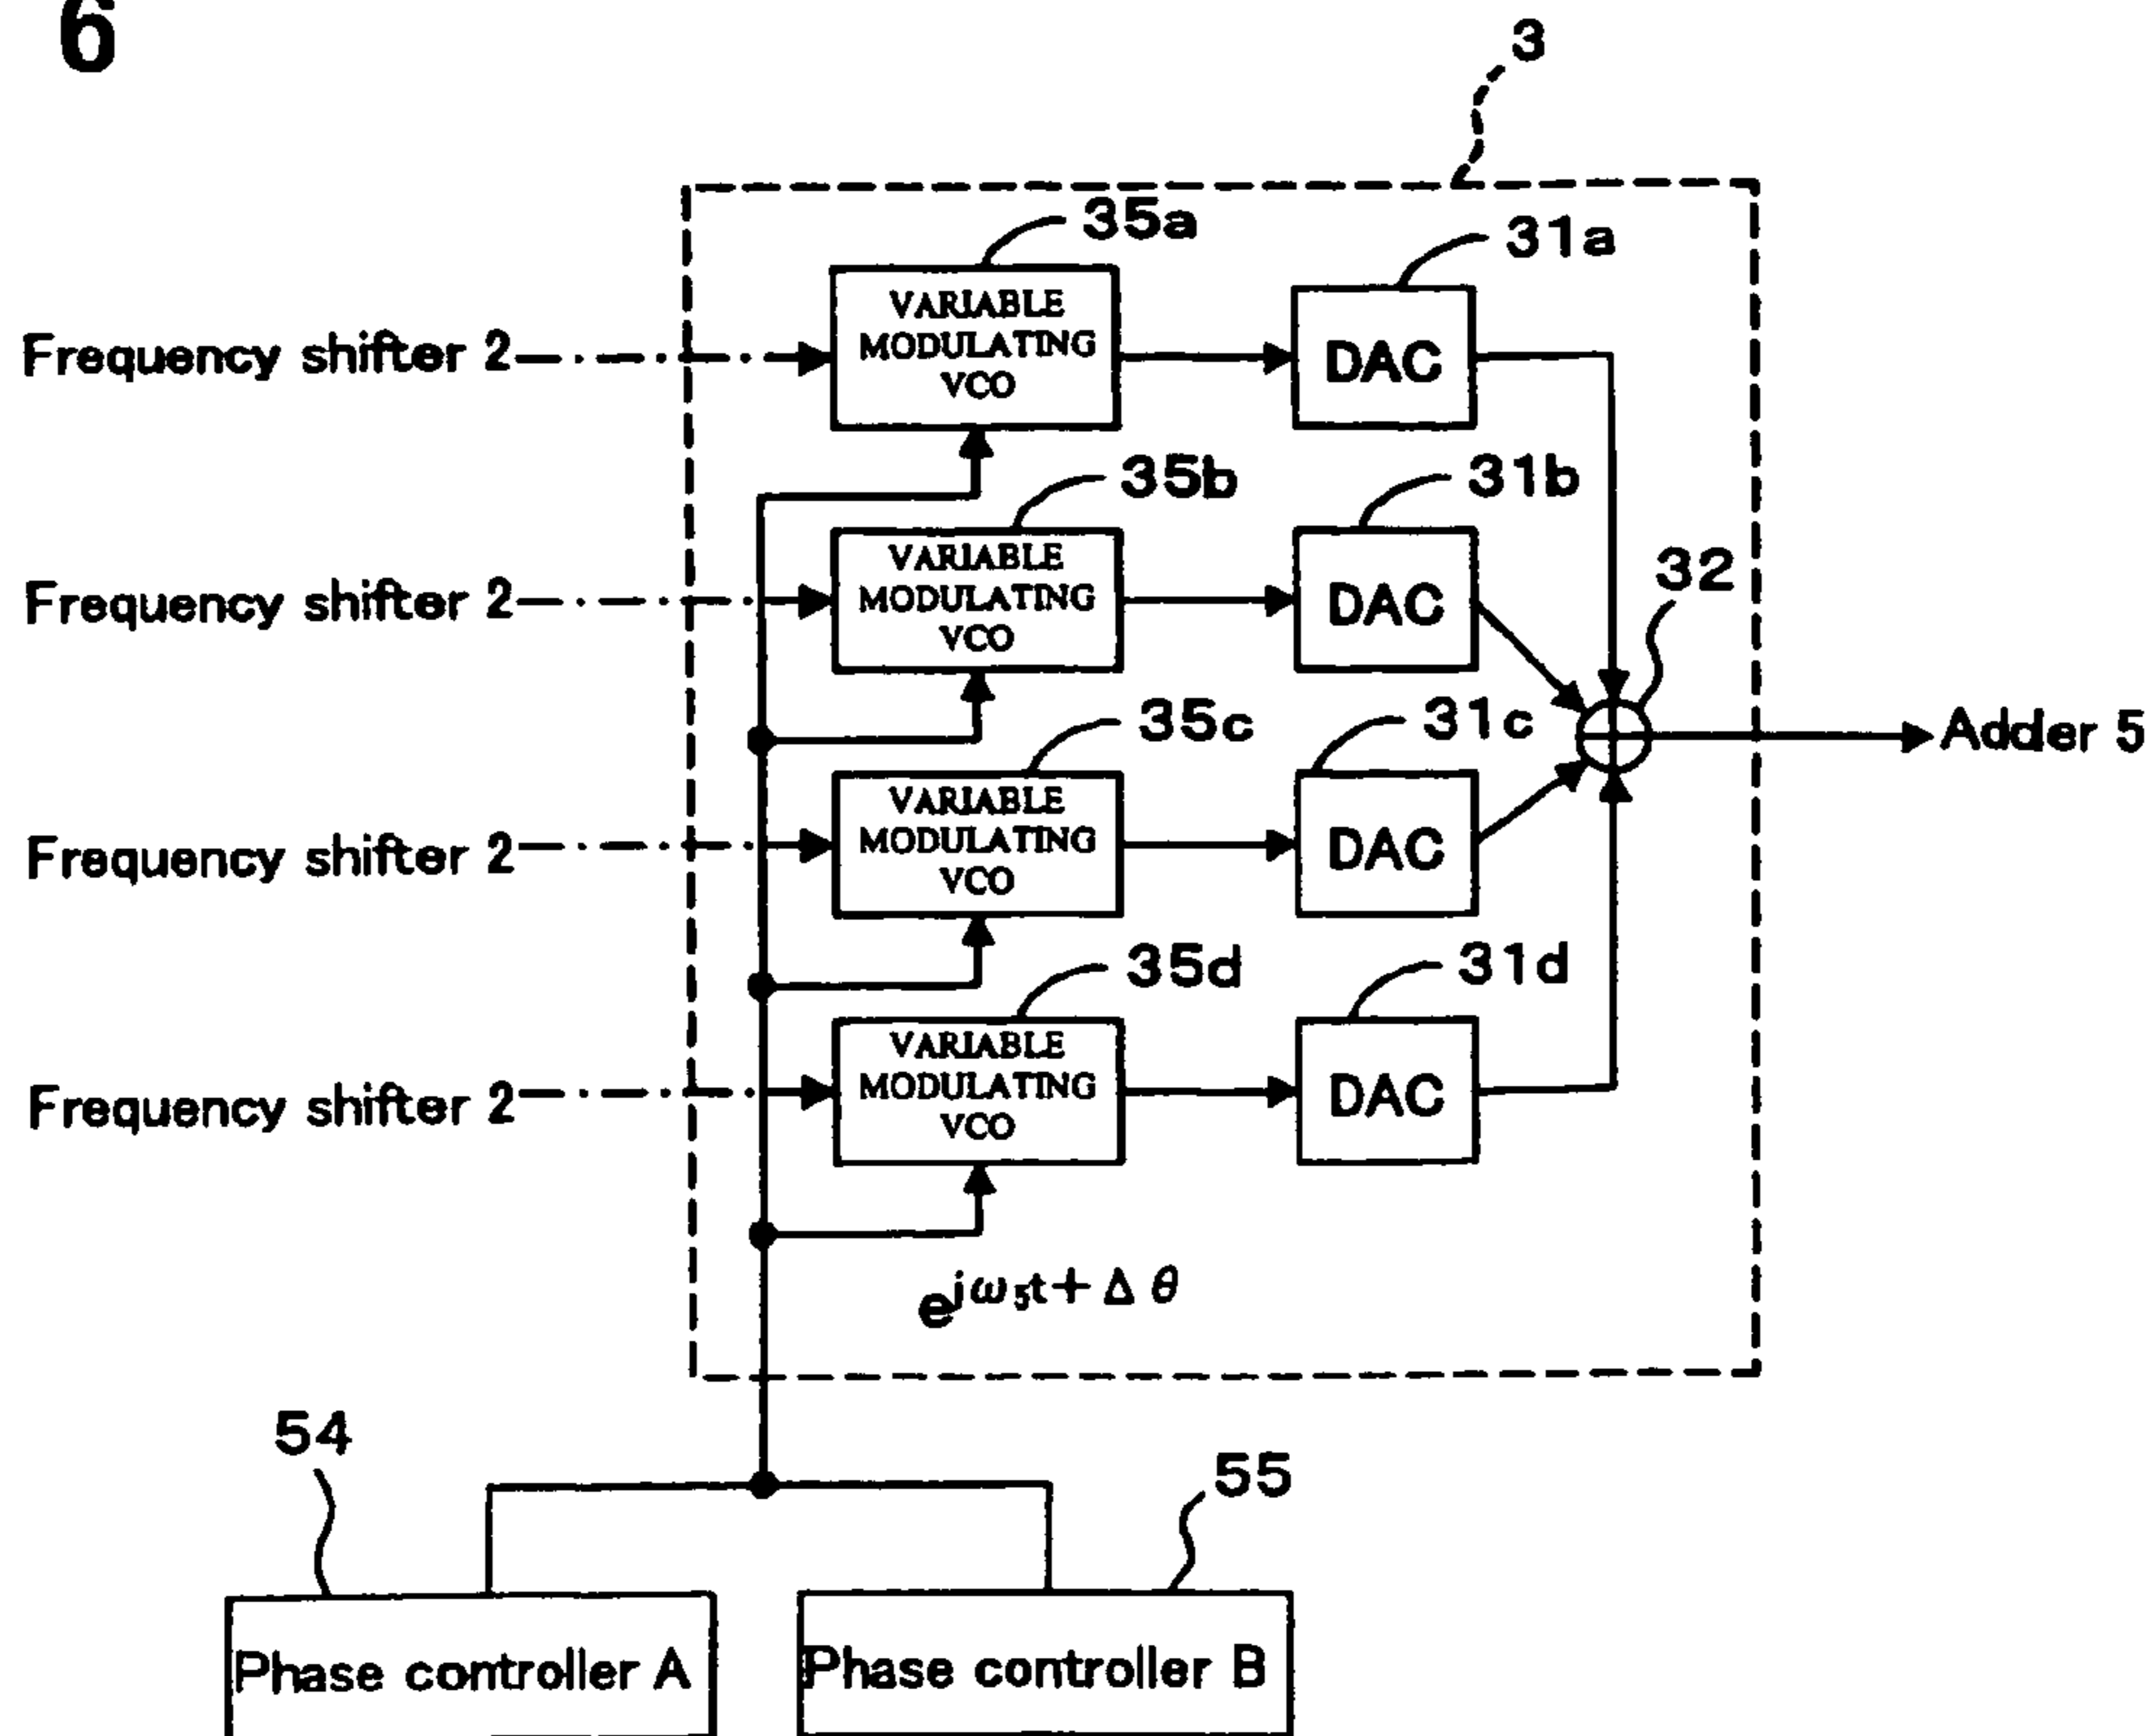 6
3
35a
31a
VARIABLE
MODULATING
VCO
DAC
Frequency shifter 2
35b
31b
VARIABLE
MODULATING
VCO
DAC
Frequency shifter 2
32
35c
31c
Adder 5
VARIABLE
MODULATING
VCO
DAC
Frequency shifter 2
35d
31d
VARIABLE
MODULATING
VCO
DAC
Frequency shifter 2
e^{jω₅t+Δθ}
54
55
Phase controller A
Phase controller B